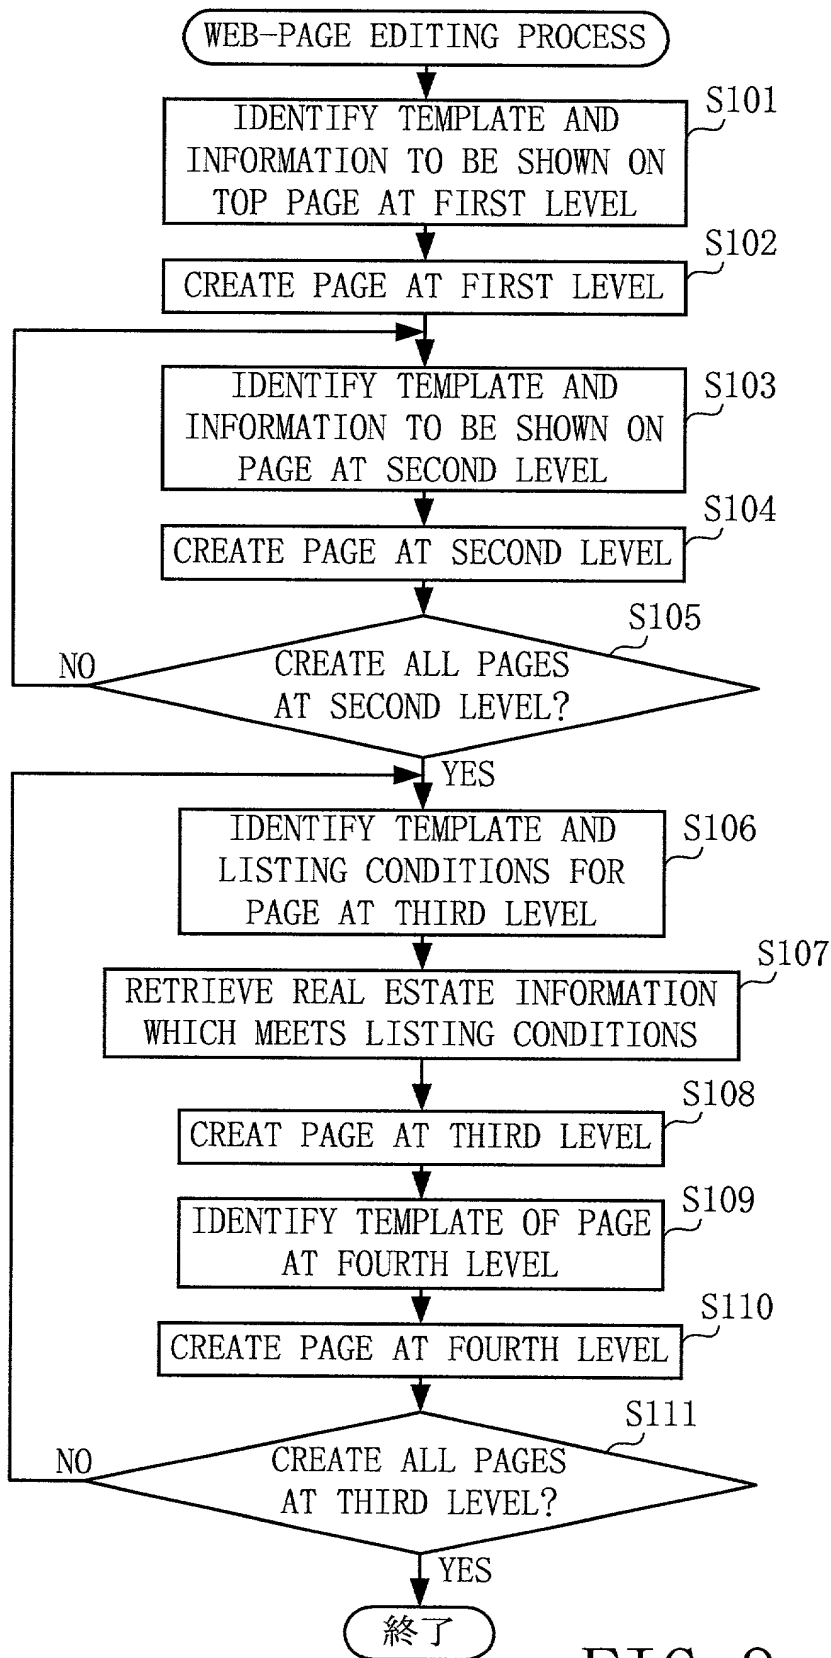 WEB-PAGE EDITING PROCESS
S101
IDENTIFY TEMPLATE AND
INFORMATION TO BE SHOWN ON
TOP PAGE AT FIRST LEVEL
S102
CREATE PAGE AT FIRST LEVEL
S103
IDENTIFY TEMPLATE AND
INFORMATION TO BE SHOWN ON
PAGE AT SECOND LEVEL
S104
CREATE PAGE AT SECOND LEVEL
S105
NO
CREATE ALL PAGES
AT SECOND LEVEL?
YES
S106
IDENTIFY TEMPLATE AND
LISTING CONDITIONS FOR
PAGE AT THIRD LEVEL
S107
RETRIEVE REAL ESTATE INFORMATION
WHICH MEETS LISTING CONDITIONS
S108
CREAT PAGE AT THIRD LEVEL
S109
IDENTIFY TEMPLATE OF PAGE
AT FOURTH LEVEL
S110
CREATE PAGE AT FOURTH LEVEL
S111
NO
CREATE ALL PAGES
AT THIRD LEVEL?
YES
終了